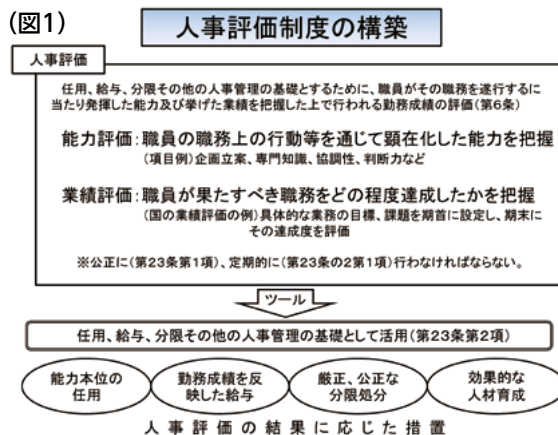 (図1)
人事評価制度の構築
人事評価
任用、給与、分限その他の人事管理の基礎とするために、職員がその職務を遂行するに
当たり発揮した能力及び挙げた業績を把握した上で行われる勤務成績の評価(第6条)
能力評価：職員の職務上の行動等を通じて顕在化した能力を把握
(項目例)企画立案、専門知識、協調性、判断力など
業績評価：職員が果たすべき職務をどの程度達成したかを把握
(国の業績評価の例)具体的な業務の目標、課題を期首に設定し、期末に
その達成度を評価
※公正に(第23条第1項)、定期的に(第23条の2第1項)行わなければならない。
ツール
任用、給与、分限その他の人事管理の基礎として活用(第23条第2項)
能力本位の
任用
勤務成績を反
映した給与
厳正、公正な
分限処分
効果的な
人材育成
人事評価の結果に応じた措置